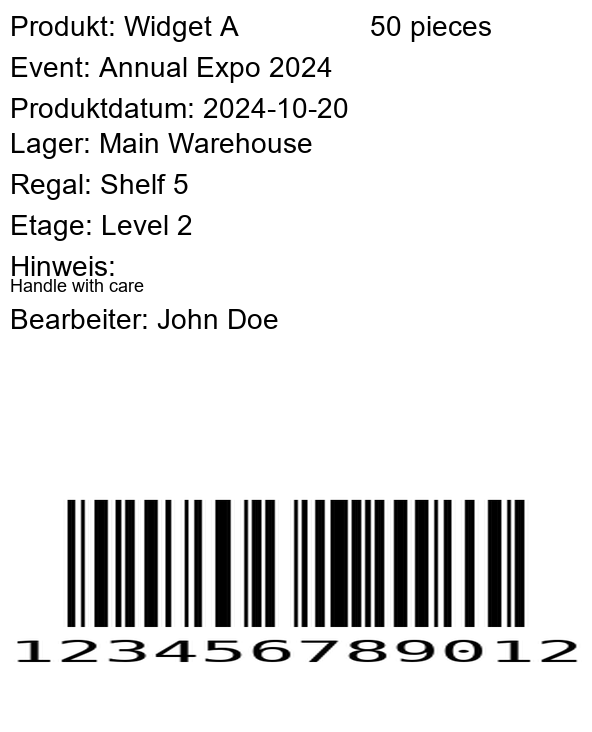 Produkt: Widget A 50 pieces
Event: Annual Expo 2024
Produktdatum: 2024-10-20
Lager: Main Warehouse
Regal: Shelf 5
Etage: Level 2
Hinweis:
Handle with care
Bearbeiter: John Doe
123456789012